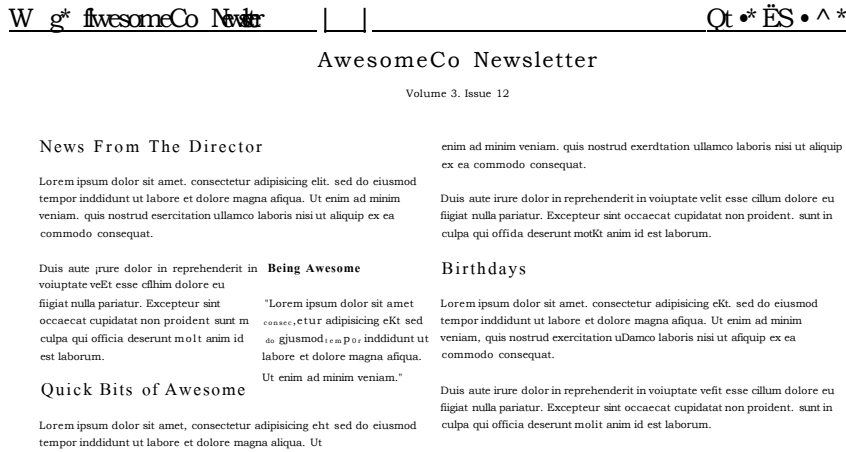 W g* flwesomeCo
Qt •* ËS • ^ *
AwesomeCo Newsletter
Volume 3. Issue 12
News From The Director
Lorem ipsum dolor sit amet. consectetur adipisicing elit. sed do eiusmod
tempor inddidunt ut labore et dolore magna afiqua. Ut enim ad minim
veniam. quis nostrud esercitation ullamco laboris nisi ut aliquip ex ea
commodo consequat.
Duis aute ¡rure dolor in reprehenderit in
voiuptate veEt esse cflhim dolore eu
fiigiat nulla pariatur. Excepteur sint
occaecat cupidatat non proident sunt m
culpa qui officia deserunt molt anim id
est laborum.
Being Awesome
"Lorem ipsum dolor sit amet
consec,etur adipisicing eKt sed
do gjusmod temp0r inddidunt ut
labore et dolore magna afiqua.
Ut enim ad minim veniam."
Quick Bits of Awesome
Lorem ipsum dolor sit amet, consectetur adipisicing eht sed do eiusmod
tempor inddidunt ut labore et dolore magna aliqua. Ut
enim ad minim veniam. quis nostrud exerdtation ullamco laboris nisi ut aliquip
ex ea commodo consequat.
Duis aute irure dolor in reprehenderit in voiuptate velit esse cillum dolore eu
fiigiat nulla pariatur. Excepteur sint occaecat cupidatat non proident. sunt in
culpa qui offida deserunt motKt anim id est laborum.
Birthdays
Lorem ipsum dolor sit amet. consectetur adipisicing eKt. sed do eiusmod
tempor inddidunt ut labore et dolore magna afiqua. Ut enim ad minim
veniam, quis nostrud exercitation uDamco laboris nisi ut afiquip ex ea
commodo consequat.
Duis aute irure dolor in reprehenderit in voiuptate vefit esse cillum dolore eu
fiigiat nulla pariatur. Excepteur sint occaecat cupidatat non proident. sunt in
culpa qui officia deserunt molit anim id est laborum.